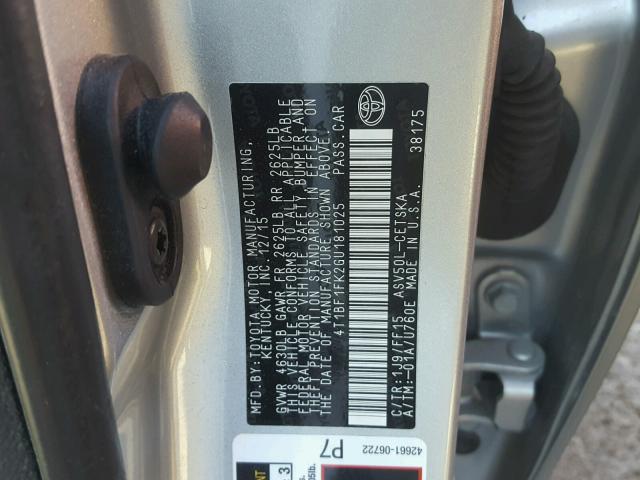 MFD.BY:TOYOTA MOTOR MANUFACTURING,
KENTUCKY, INC. 12/15
GVWR 4630LB GAWR FR 2625LB RR 2625LB
THIS VEHICLE CONFORMS TO ALL APPLICABLE
FEDERAL MOTOR VEHICLE SAFETY, BUMPER, AND
THEFT PREVENTION STANDARDS IN EFFECT ON
THE DATE OF MANUFACTURE SHOWN ABOVE.
4T1BF1FK2GU181025 PASS.CAR
C/TR:1J9/FF15 ASV50L-CETSKA 38175
A/TM:-01A/U760E MADE IN U.S.A.
42661-06722
P7
3